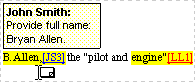 John Smith:
Provide full name:
Bryan Allen.
B.Allen,[JS3] the "pilot and engine"[LL1]